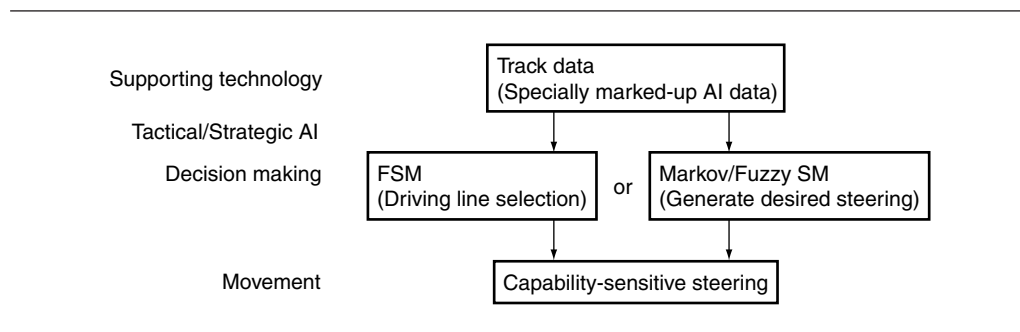 Supporting technology
Track data
(Specially marked-up AI data)
Tactical/Strategic AI
Decision making
FSM
(Driving line selection)
or
Markov/Fuzzy SM
(Generate desired steering)
Movement
Capability-sensitive steering